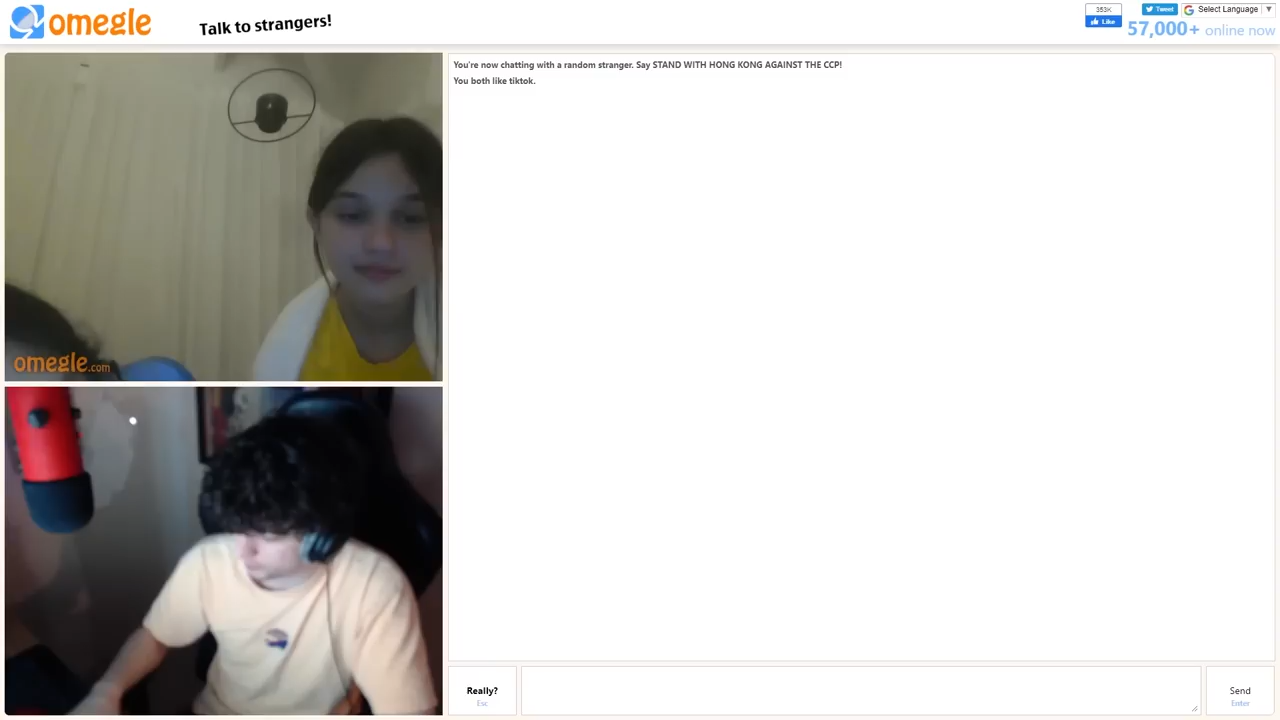 omegle
Talk to strangers!
353K
Like
Tweet
Select Language ▼
57,000+ online now
You're now chatting with a random stranger. Say STAND WITH HONG KONG AGAINST THE CCP!
You both like tiktok.
omegle.com
Really?
Esc
Send
Enter